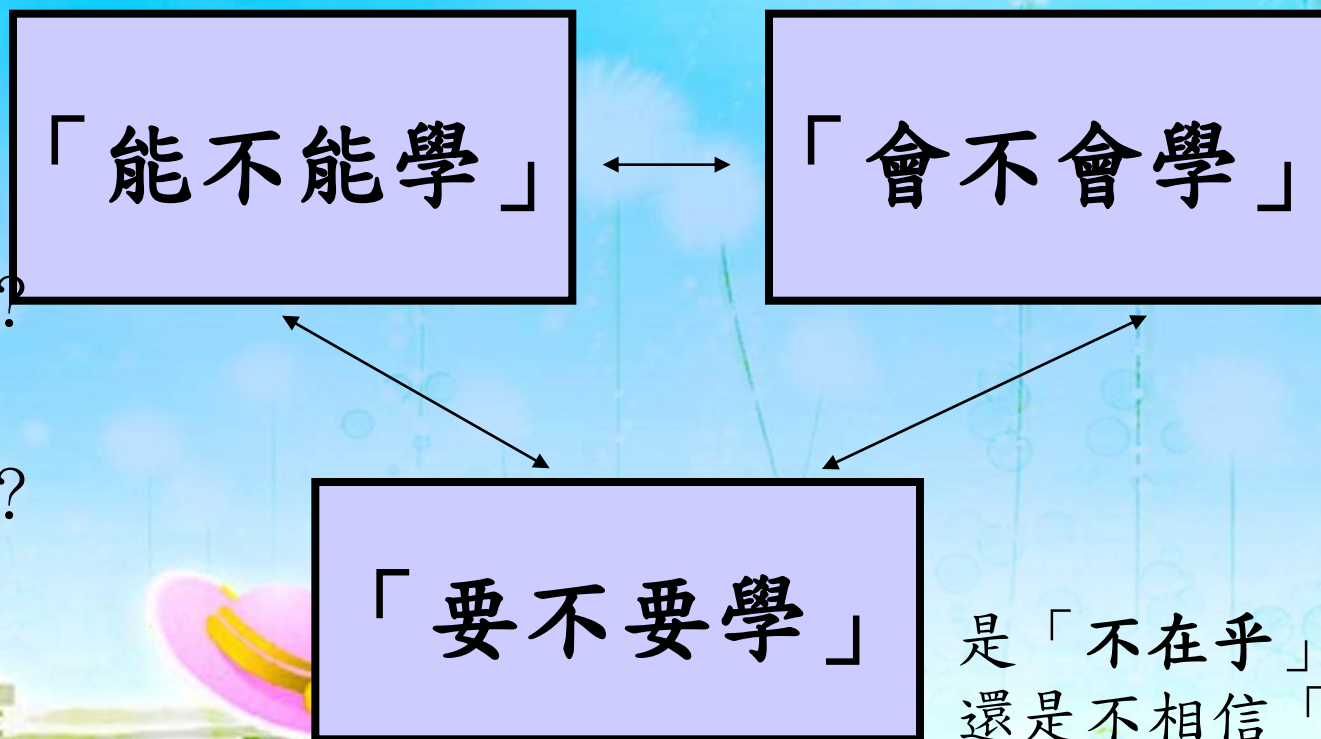 「能不能學」
「會不會學」
?
?
「要不要學」
是「不在乎」
還是不相信「